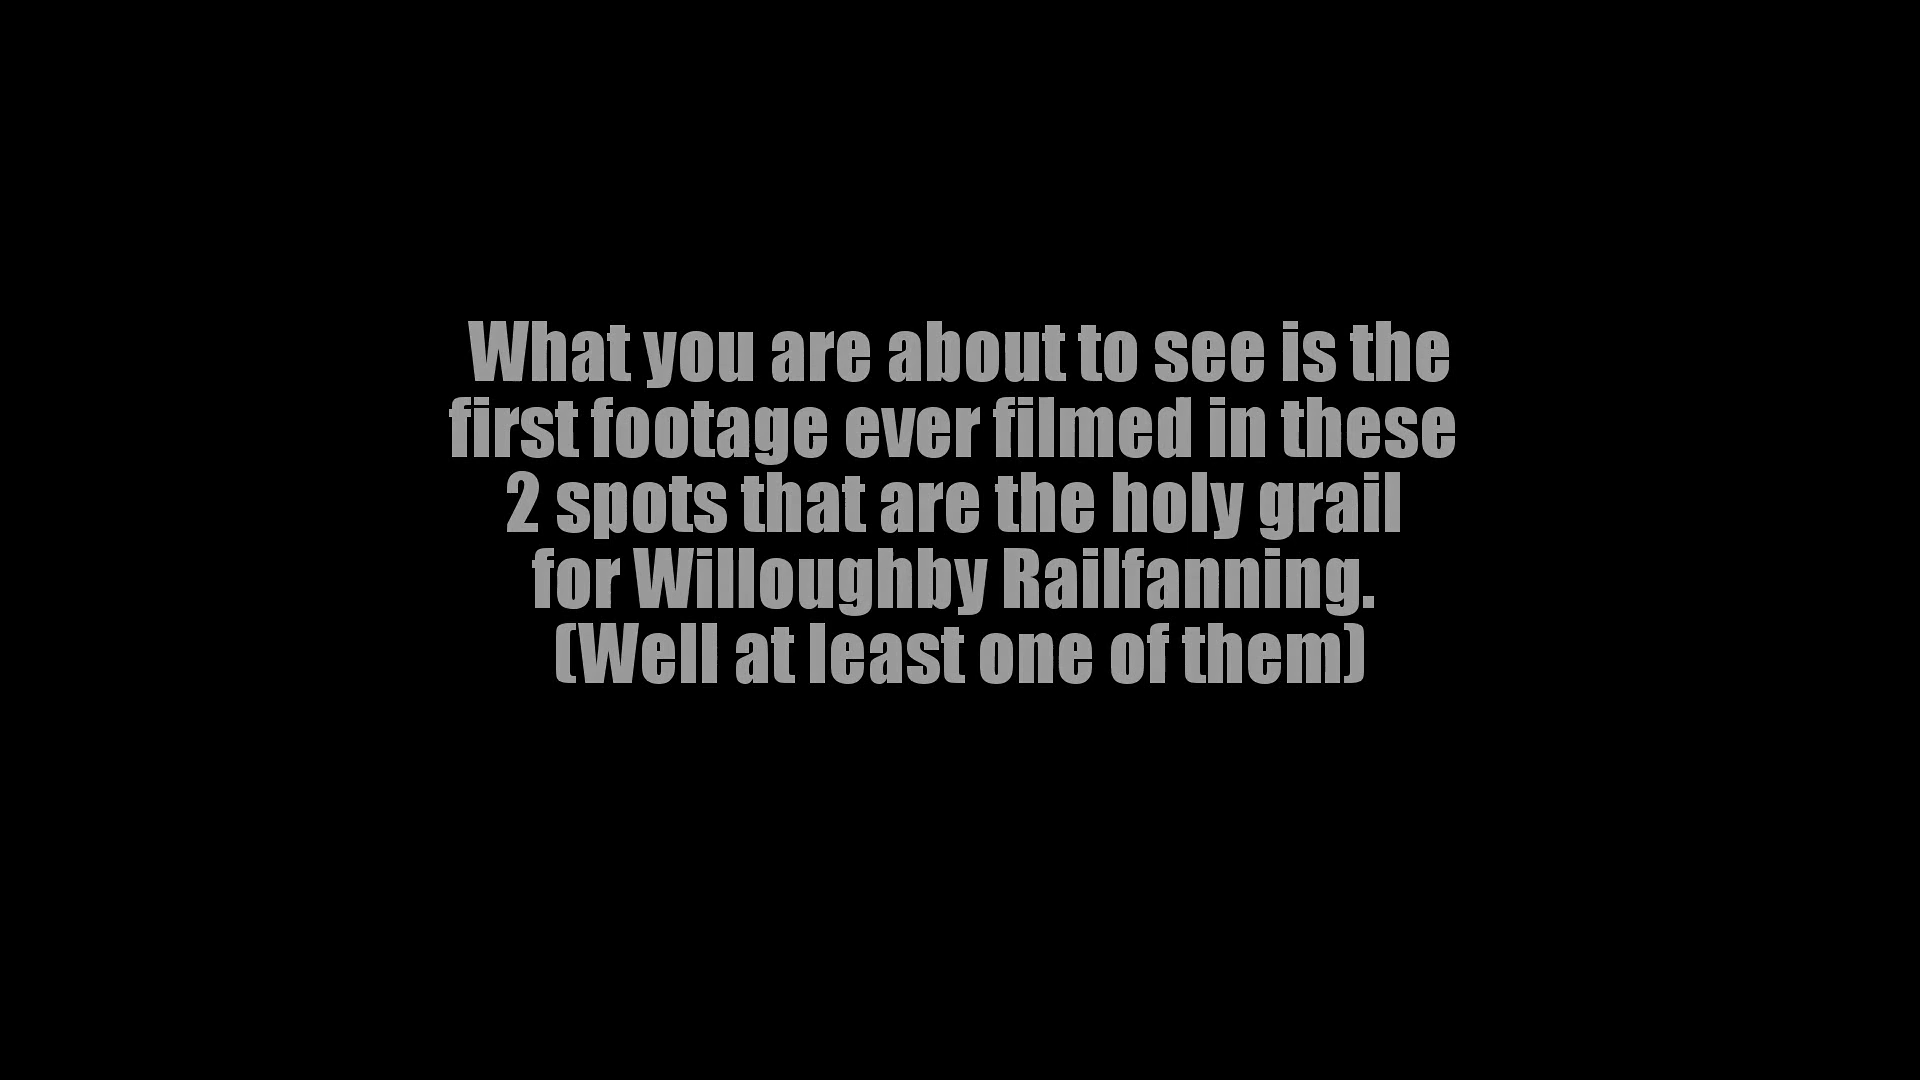 What you are about to see is the
first footage ever filmed in these
2 spots that are the holy grail
for Willoughby Railfanning.
(Well at least one of them)